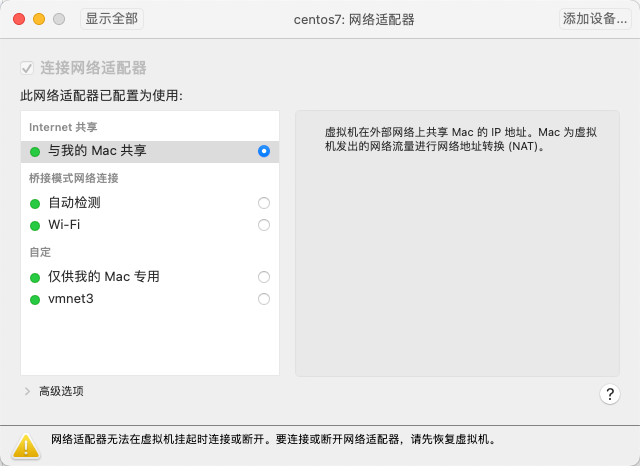 显示全部
centos7: 网络适配器
添加设备...
连接网络适配器
此网络适配器已配置为使用:
Internet 共享
与我的 Mac 共享
桥接模式网络连接
自动检测
Wi-Fi
自定
仅供我的 Mac 专用
vmnet3
虚拟机在外部网络上共享 Mac 的 IP 地址。Mac 为虚拟
机发出的网络流量进行网络地址转换 (NAT)。
高级选项
?
网络适配器无法在虚拟机挂起时连接或断开。要连接或断开网络适配器，请先恢复虚拟机。